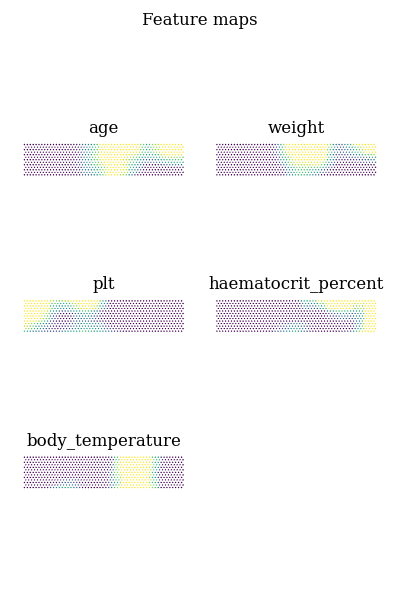 Feature maps
age
weight
plt
haematocrit_percent
body_temperature